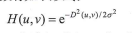 H(u,v) = e^{-D^2(u,v)/2σ^2}